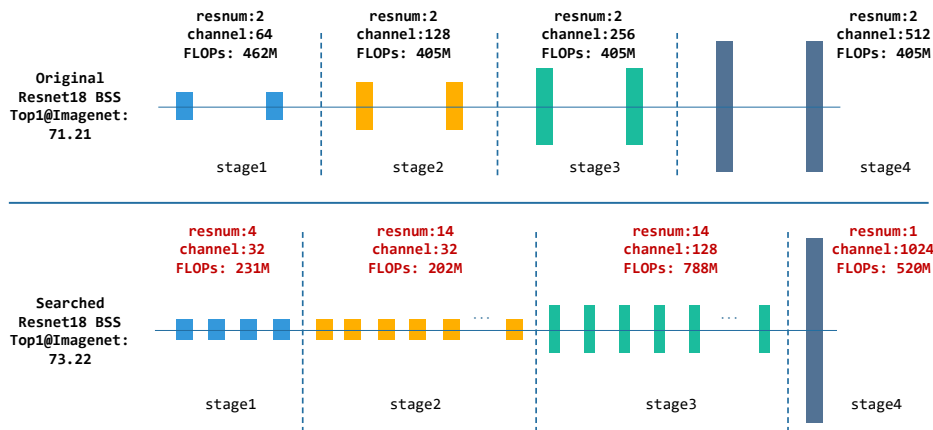 resnum:2
channel:64
FLOPs: 462M
resnum:2
channel:128
FLOPs: 405M
resnum:2
channel:256
FLOPs: 405M
resnum:2
channel:512
FLOPs: 405M
Original
Resnet18 BSS
Top1@Imagenet:
71.21
stage1
stage2
stage3
stage4
resnum:4
channel:32
FLOPs: 231M
resnum:14
channel:32
FLOPs: 202M
resnum:14
channel:128
FLOPs: 788M
resnum:1
channel:1024
FLOPs: 520M
Searched
Resnet18 BSS
Top1@Imagenet:
73.22
...
...
stage1
stage2
stage3
stage4